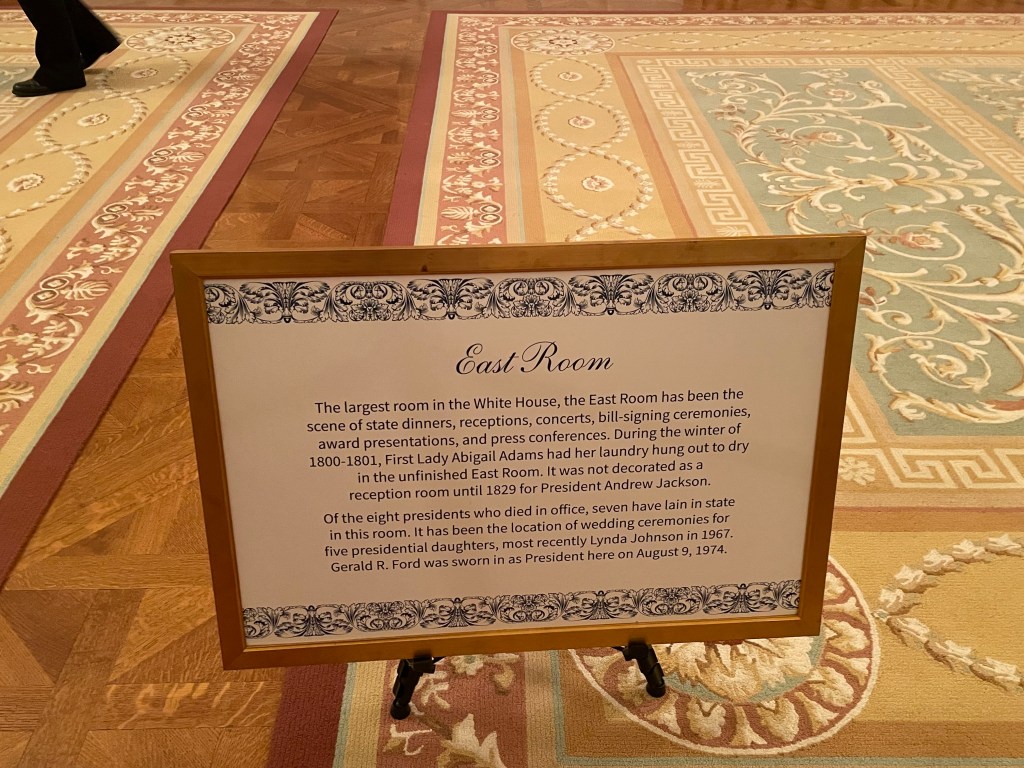 East Room
The largest room in the White House, the East Room has been the
scene of state dinners, receptions, concerts, bill-signing ceremonies,
award presentations, and press conferences. During the winter of
1800-1801, First Lady Abigail Adams had her laundry hung out to dry
in the unfinished East Room. It was not decorated as a
reception room until 1829 for President Andrew Jackson.
Of the eight presidents who died in office, seven have lain in state
in this room. It has been the location of wedding ceremonies for
five presidential daughters, most recently Lynda Johnson in 1967.
Gerald R. Ford was sworn in as President here on August 9, 1974.